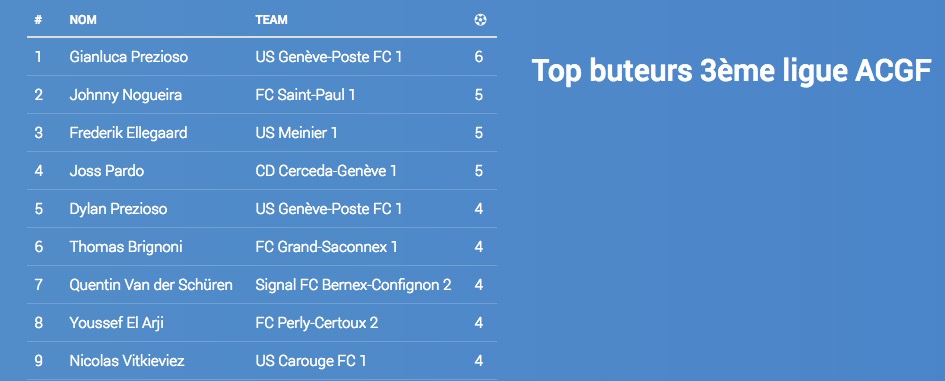 # NOM TEAM
1 Gianluca Prezioso US Genève-Poste FC 1 6
2 Johnny Nogueira FC Saint-Paul 1 5
3 Frederik Ellegaard US Meinier 1 5
4 Joss Pardo CD Cerceda-Genève 1 5
5 Dylan Prezioso US Genève-Poste FC 1 4
6 Thomas Brignoni FC Grand-Saconnex 1 4
7 Quentin Van der Schüren Signal FC Bernex-Confignon 2 4
8 Youssef El Arji FC Perly-Certoux 2 4
9 Nicolas Vitkieviez US Carouge FC 1 4
Top buteurs 3ème ligue ACGF